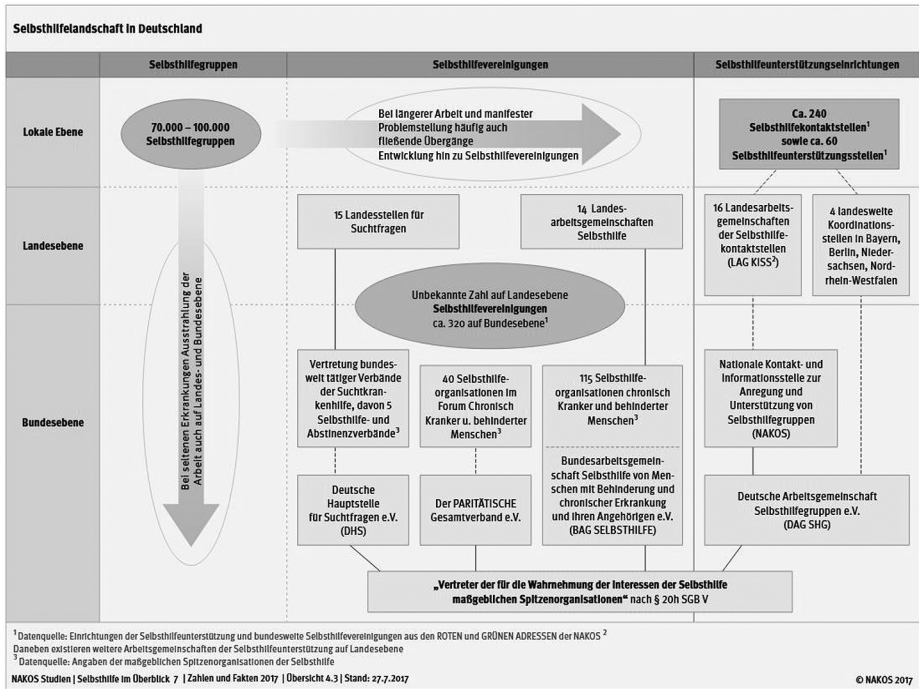 Selbsthilfelandschaft in Deutschland
Selbsthilfegruppen
Selbsthilfevereinigungen
Selbsthilfeunterstützungseinrichtungen
Lokale Ebene
70.000 – 100.000
Selbsthilfegruppen
Bei längerer Arbeit und manifester
Problemstellung häufig auch
fließende Übergänge
Entwicklung hin zu Selbsthilfevereinigungen
Ca. 240
Selbsthilfekontaktstellen¹
sowie ca. 60
Selbsthilfeunterstützungsstellen¹
Landesebene
15 Landesstellen für
Suchtfragen
14 Landes-
arbeitsgemeinschaften
Selbsthilfe
16 Landesarbeits-
gemeinschaften
der Selbsthilfe-
kontaktstellen
(LAG KISS²)
4 landesweite
Koordinations-
stellen in Bayern,
Berlin, Nieder-
sachsen, Nord-
rhein-Westfalen
Unbekannte Zahl auf Landesebene
Selbsthilfevereinigungen
ca. 320 auf Bundesebene¹
Bei seltenen Erkrankungen Ausstrahlung der
Arbeit auch auf Landes- und Bundesebene
Bundesebene
Vertretung bundes-
weit tätiger Verbände
der Suchtkran-
kenhilfe, davon 5
Selbsthilfe- und
Abstinenzverbände³
40 Selbsthilfe-
organisationen im
Forum Chronisch
Kranker u. behinderter
Menschen³
115 Selbsthilfe-
organisationen chronisch
Kranker und behinderter
Menschen³
Nationale Kontakt- und
Informationsstelle zur
Anregung und
Unterstützung von
Selbsthilfegruppen
(NAKOS)
Deutsche
Hauptstelle
für Suchtfragen e.V.
(DHS)
Der PARITÄTISCHE
Gesamtverband e.V.
Bundesarbeitsgemein-
schaft Selbsthilfe von Men-
schen mit Behinderung und
chronischer Erkrankung
und ihren Angehörigen e.V.
(BAG SELBSTHILFE)
Deutsche Arbeitsgemeinschaft
Selbsthilfegruppen e.V.
(DAG SHG)
„Vertreter der für die Wahrnehmung der Interessen der Selbsthilfe
maßgeblichen Spitzenorganisationen“ nach § 20h SGB V
¹ Datenquelle: Einrichtungen der Selbsthilfeunterstützung und bundesweite Selbsthilfevereinigungen aus den ROTEN und GRÜNEN ADRESSEN der NAKOS ²
Daneben existieren weitere Arbeitsgemeinschaften der Selbsthilfeunterstützung auf Landesebene
³ Datenquelle: Angaben der maßgeblichen Spitzenorganisationen der Selbsthilfe
NAKOS Studien | Selbsthilfe im Überblick 7 | Zahlen und Fakten 2017 | Übersicht 4.3 | Stand: 27.7.2017
© NAKOS 2017